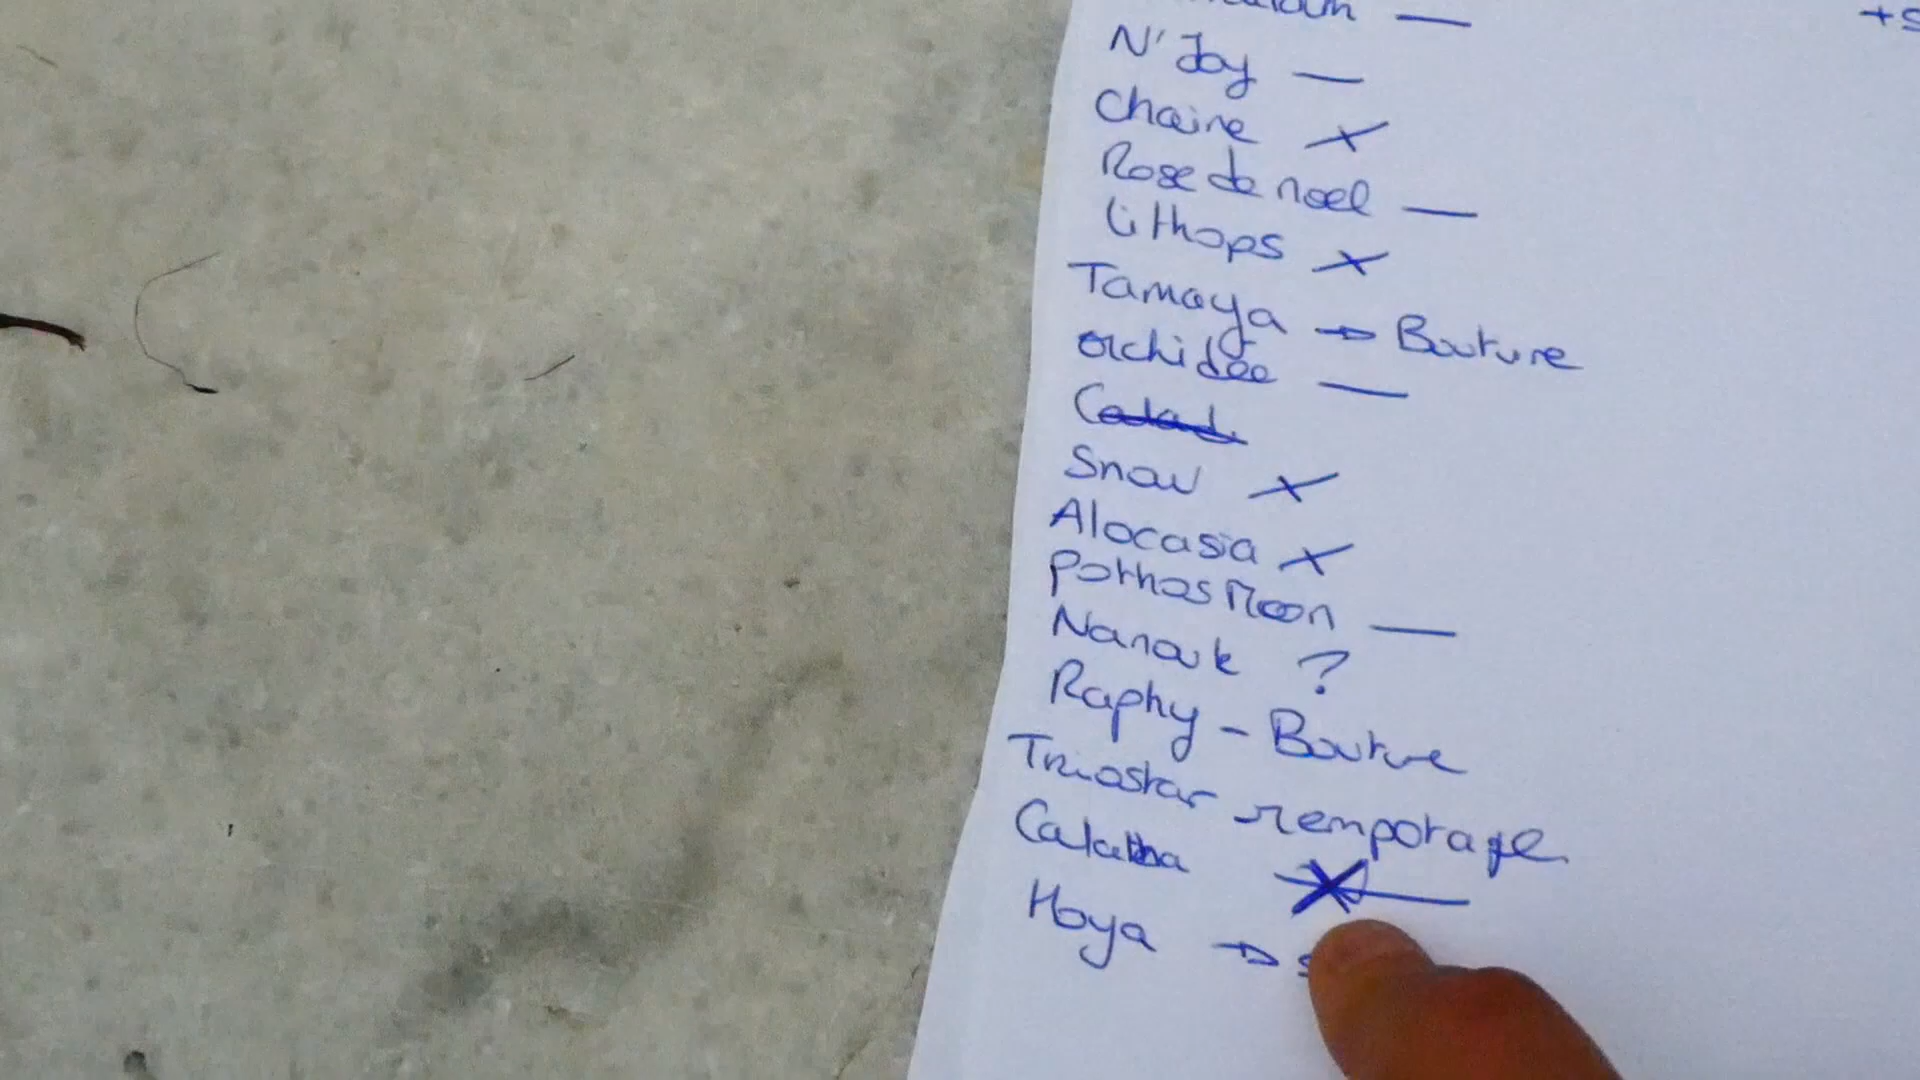 N'Joy —
Chaine X
Rose de noel —
Lithops X
Tamaya → Bouture
Orchidée —
Snow X
Alocasia X
Pothos Moon —
Nanouk ?
Raphy - Bouture
Triostar rempotage
Calathea X
Hoya →